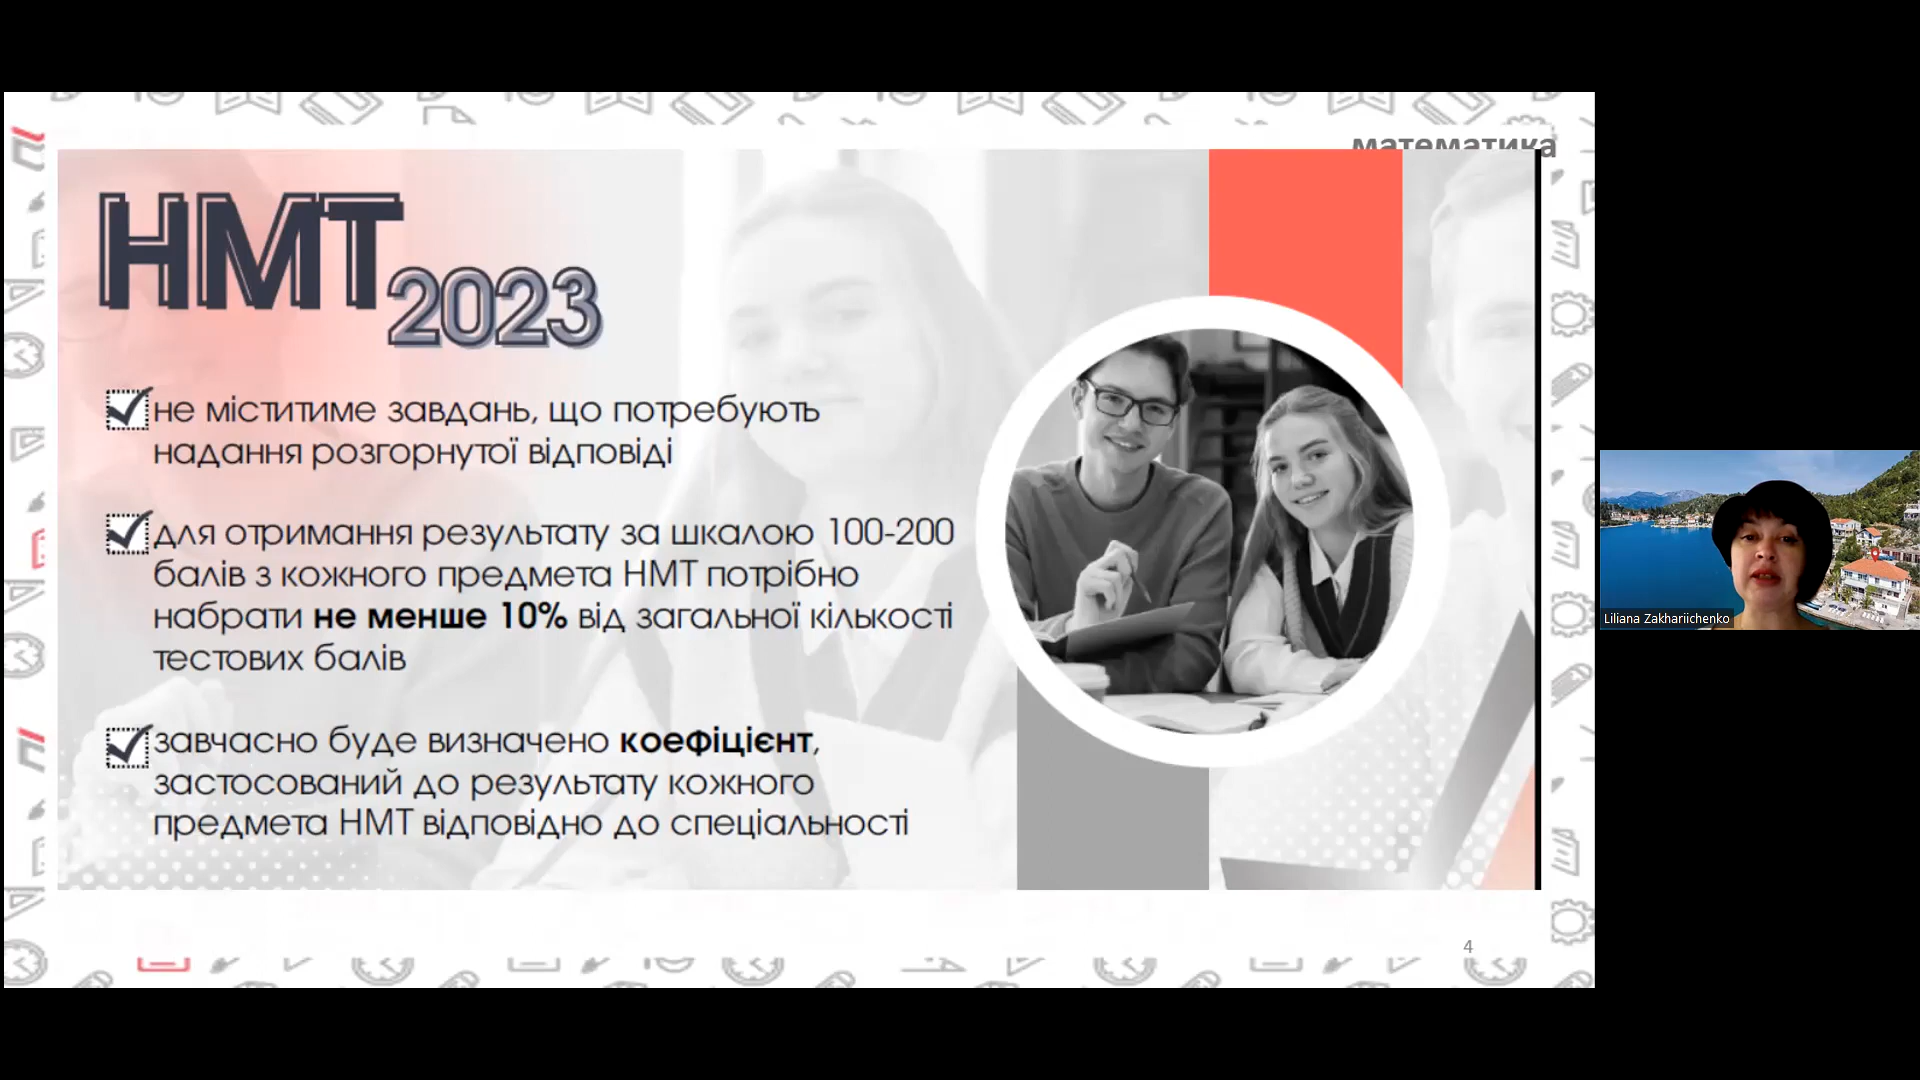 математика
НМТ
2023
не міститиме завдань, що потребують
надання розгорнутої відповіді
для отримання результату за шкалою 100-200
балів з кожного предмета НМТ потрібно
набрати не менше 10% від загальної кількості
тестових балів
завчасно буде визначено коефіцієнт,
застосований до результату кожного
предмета НМТ відповідно до спеціальності
4
Liliana Zakhariichenko